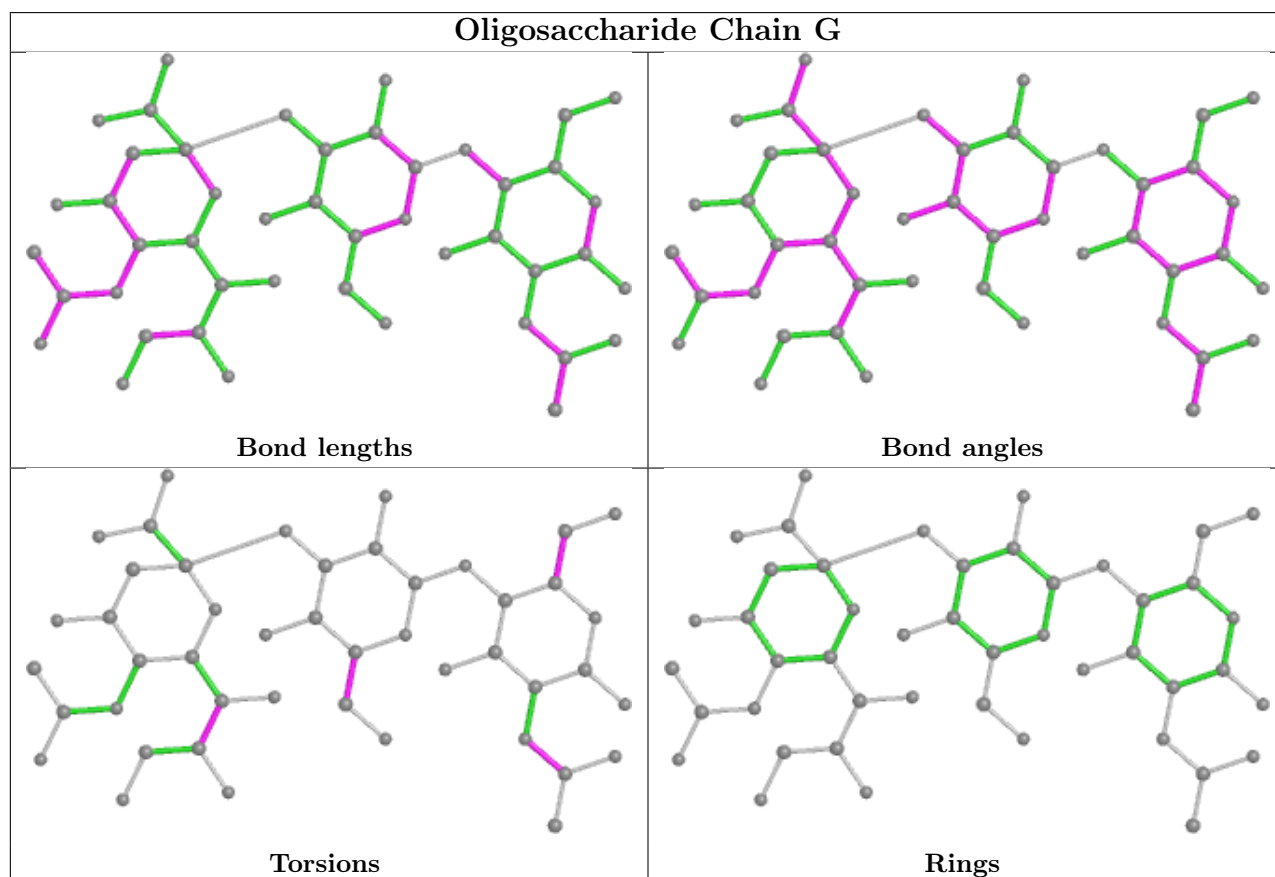 Oligosaccharide Chain G
Bond lengths
Bond angles
Torsions
Rings